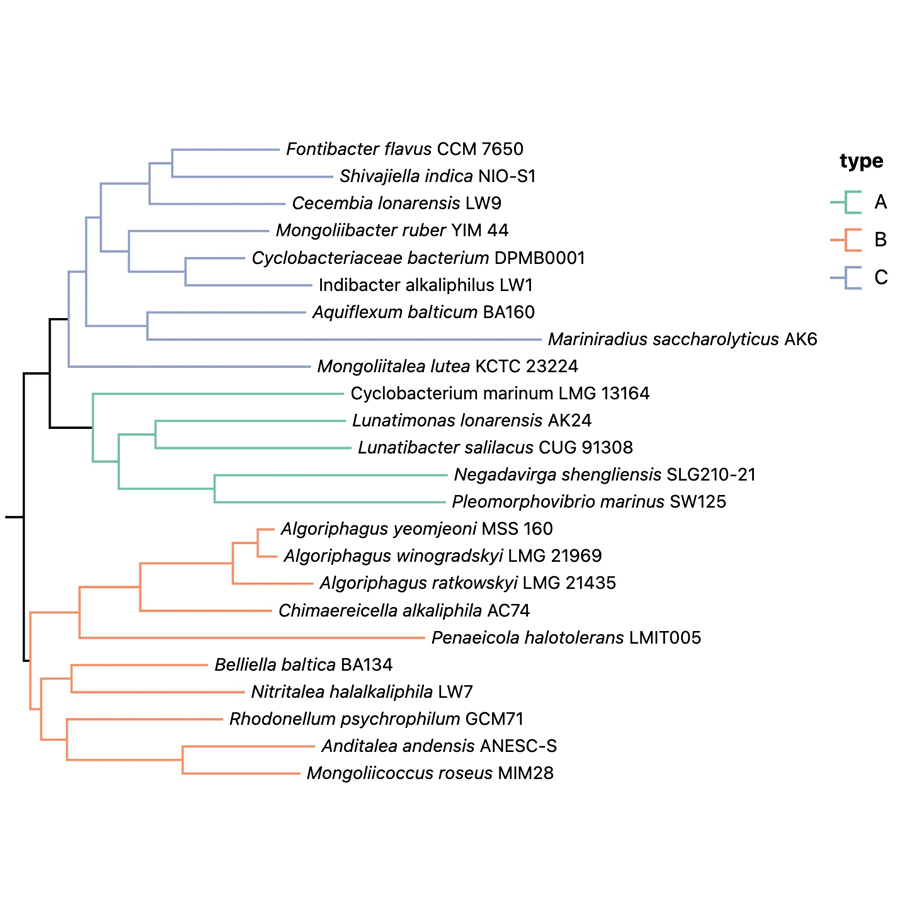 Fontibacter flavus CCM 7650
Shivajiella indica NIO-S1
Cecembia lonarensis LW9
Mongoliibacter ruber YIM 44
Cyclobacteriaceae bacterium DPMB0001
Indibacter alkaliphilus LW1
Aquiflexum balticum BA160
Mariniradius saccharolyticus AK6
Mongoliitalea lutea KCTC 23224
Cyclobacterium marinum LMG 13164
Lunatimonas lonarensis AK24
Lunatibacter salilacus CUG 91308
Negadavirga shengliensis SLG210-21
Pleomorphovibrio marinus SW125
Algoriphagus yeomjeoni MSS 160
Algoriphagus winogradskyi LMG 21969
Algoriphagus ratkowskyi LMG 21435
Chimaereicella alkaliphila AC74
Penaeicola halotolerans LMIT005
Belliella baltica BA134
Nitritalea halalkaliphila LW7
Rhodonellum psychrophilum GCM71
Anditalea andensis ANESC-S
Mongoliicoccus roseus MIM28
type
A
B
C